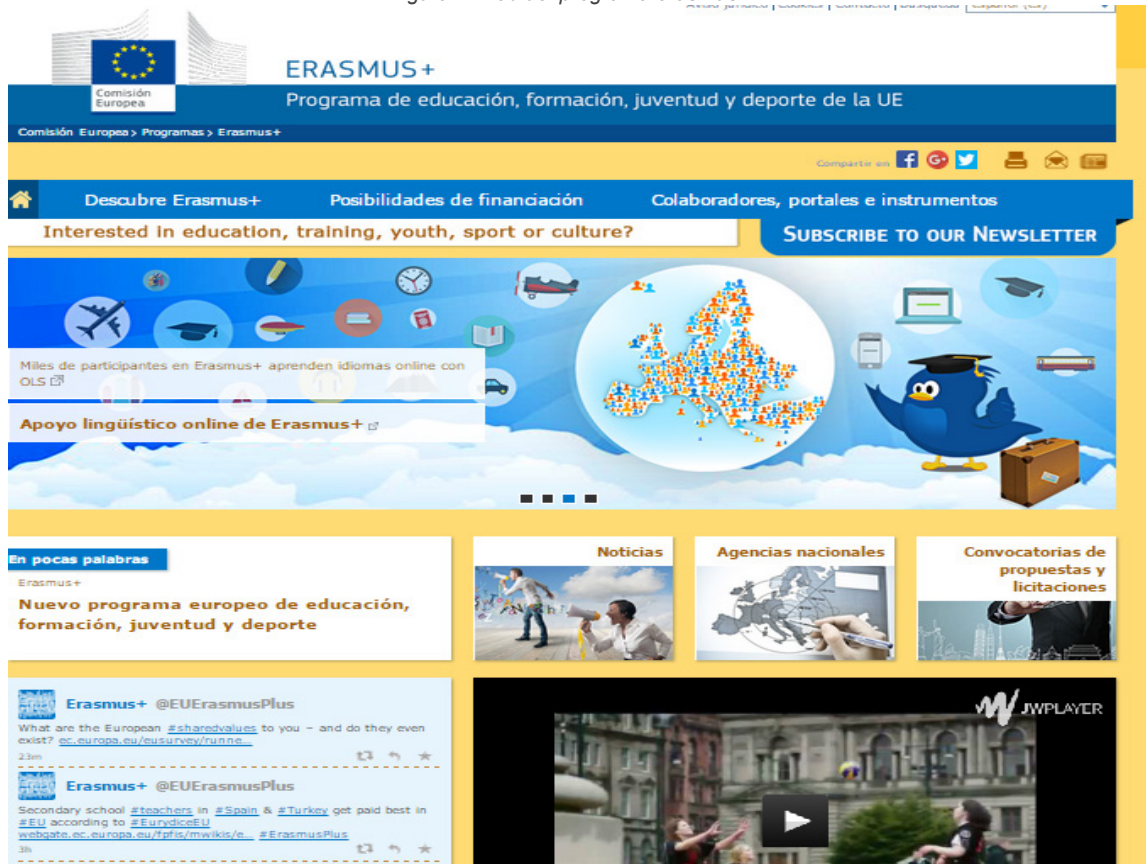 Aviso jurídico | Cookies | Contacto | Búsqueda Español (es)
Comisión
Europea
ERASMUS+
Programa de educación, formación, juventud y deporte de la UE
Comisión Europea > Programas > Erasmus+
Compartir en
Descubre Erasmus+ Posibilidades de financiación Colaboradores, portales e instrumentos
Interested in education, training, youth, sport or culture? SUBSCRIBE TO OUR NEWSLETTER
Miles de participantes en Erasmus+ aprenden idiomas online con
OLS
Apoyo lingüístico online de Erasmus+
En pocas palabras
Erasmus+
Nuevo programa europeo de educación,
formación, juventud y deporte
Noticias
Agencias nacionales
Convocatorias de
propuestas y
licitaciones
Erasmus+ @EUErasmusPlus
What are the European #sharedvalues to you – and do they even
exist? ec.europa.eu/eusurvey/runne...
23m
Erasmus+ @EUErasmusPlus
Secondary school #teachers in #Spain & #Turkey get paid best in
#EU according to #EurydiceEU
webgate.ec.europa.eu/fpfis/mwikis/e... #ErasmusPlus
3h
JWPLAYER